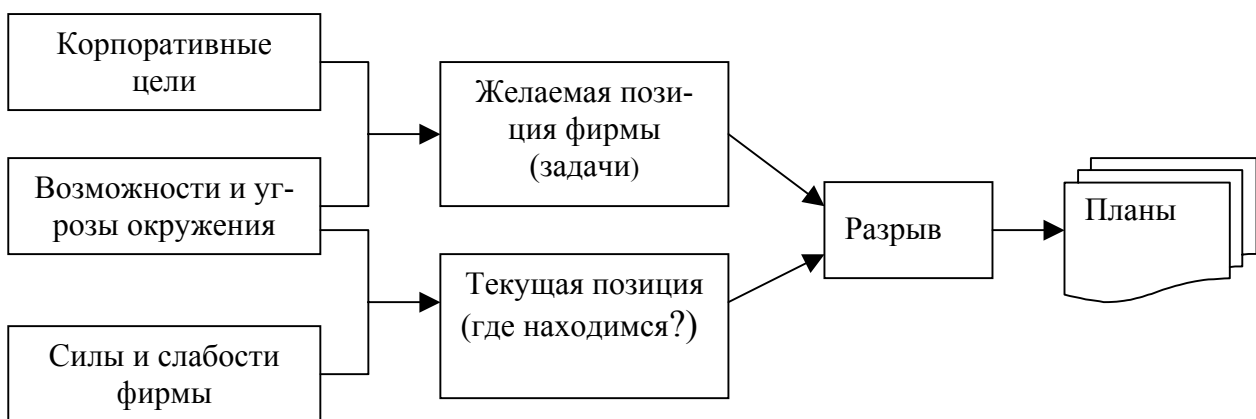 Корпоративные
цели
Возможности и уг-
розы окружения
Силы и слабости
фирмы
Желаемая пози-
ция фирмы
(задачи)
Текущая позиция
(где находимся?)
Разрыв
Планы